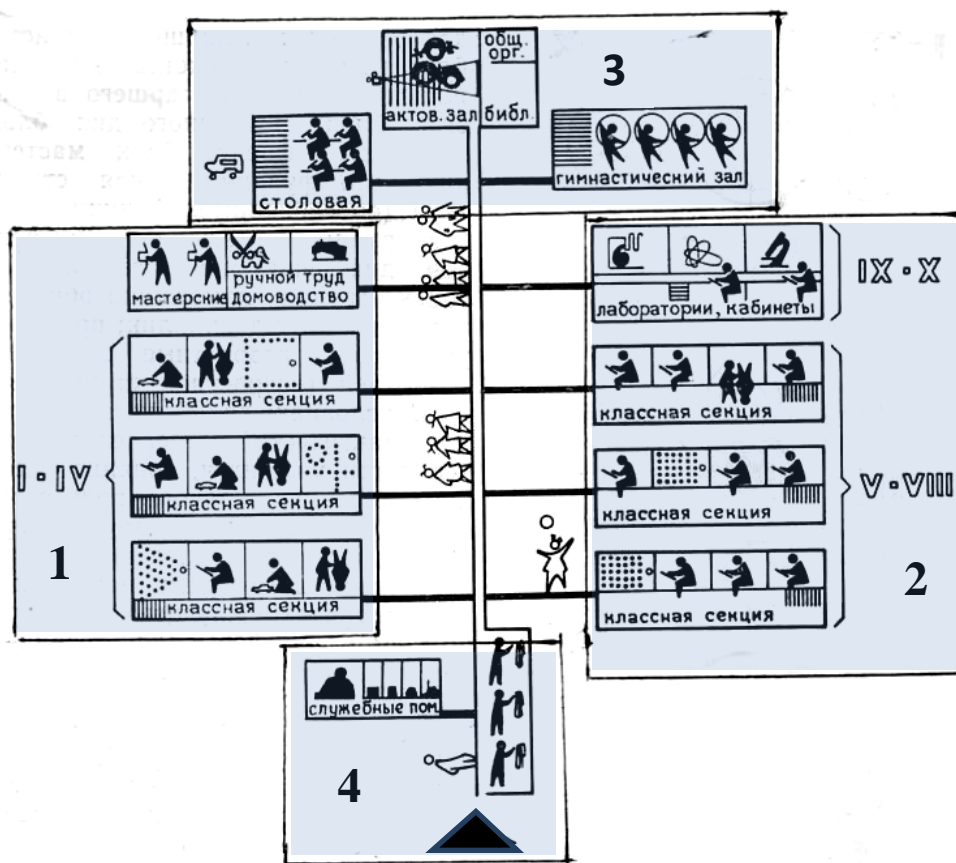 общ.
орг.
3
актов. зал
библ.
столовая
гимнастический зал
мастерские
ручной труд
домоводство
лаборатории, кабинеты
IX · X
классная секция
классная секция
I · IV
классная секция
классная секция
V · VIII
1
классная секция
классная секция
2
служебные пом.
4